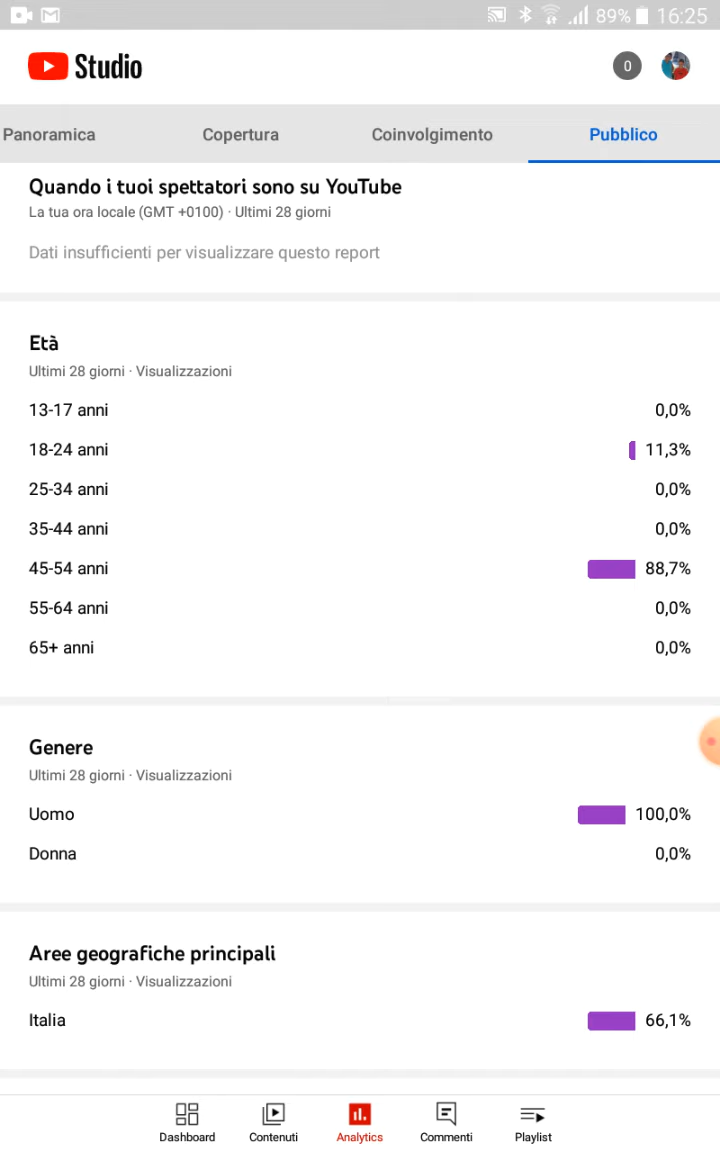 89% 16:25
Studio
0
Panoramica Copertura Coinvolgimento Pubblico
Quando i tuoi spettatori sono su YouTube
La tua ora locale (GMT +0100) · Ultimi 28 giorni
Dati insufficienti per visualizzare questo report
Età
Ultimi 28 giorni · Visualizzazioni
13-17 anni 0,0%
18-24 anni 11,3%
25-34 anni 0,0%
35-44 anni 0,0%
45-54 anni 88,7%
55-64 anni 0,0%
65+ anni 0,0%
Genere
Ultimi 28 giorni · Visualizzazioni
Uomo 100,0%
Donna 0,0%
Aree geografiche principali
Ultimi 28 giorni · Visualizzazioni
Italia 66,1%
Dashboard Contenuti Analytics Commenti Playlist